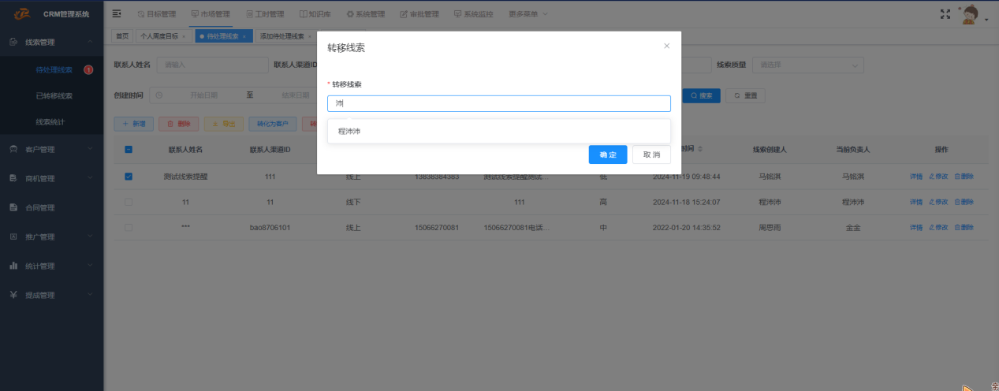 CRM管理系统
目标管理 市场管理 工时管理 知识库 系统管理 审批管理 系统监控 更多菜单
首页 个人周度目标 × 待处理线索 × 添加待处理线索 ×
线索管理
待处理线索 1
已转移线索
线索统计
客户管理
商机管理
合同管理
推广管理
统计管理
提成管理
联系人姓名 请输入 联系人渠道ID 线索质量 请选择
创建时间 开始日期 至 结束日期 搜索 重置
+ 新增 删除 导出 转化为客户
转移线索 ×
* 转移线索
沛
程沛沛
确 定 取 消
联系人姓名 联系人渠道ID 时间 线索创建人 当前负责人 操作
测试线索提醒 111 线上 13838384383 测试线索提醒测试... 低 2024-11-19 09:48:44 马铭淇 马铭淇 详情 修改 删除
11 11 线下 111 高 2024-11-18 15:24:07 程沛沛 程沛沛 详情 修改 删除
*** bao8706101 线上 15066270081 15066270081电话... 中 2022-01-20 14:35:52 周思雨 金金 详情 修改 删除